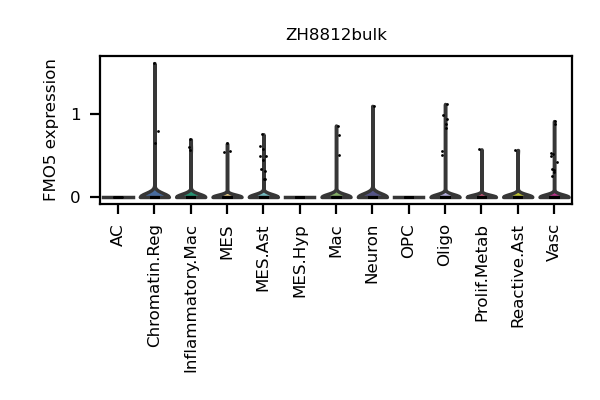 ZH8812bulk
FMO5 expression
1
0
AC
Chromatin.Reg
Inflammatory.Mac
MES
MES.Ast
MES.Hyp
Mac
Neuron
OPC
Oligo
Prolif.Metab
Reactive.Ast
Vasc